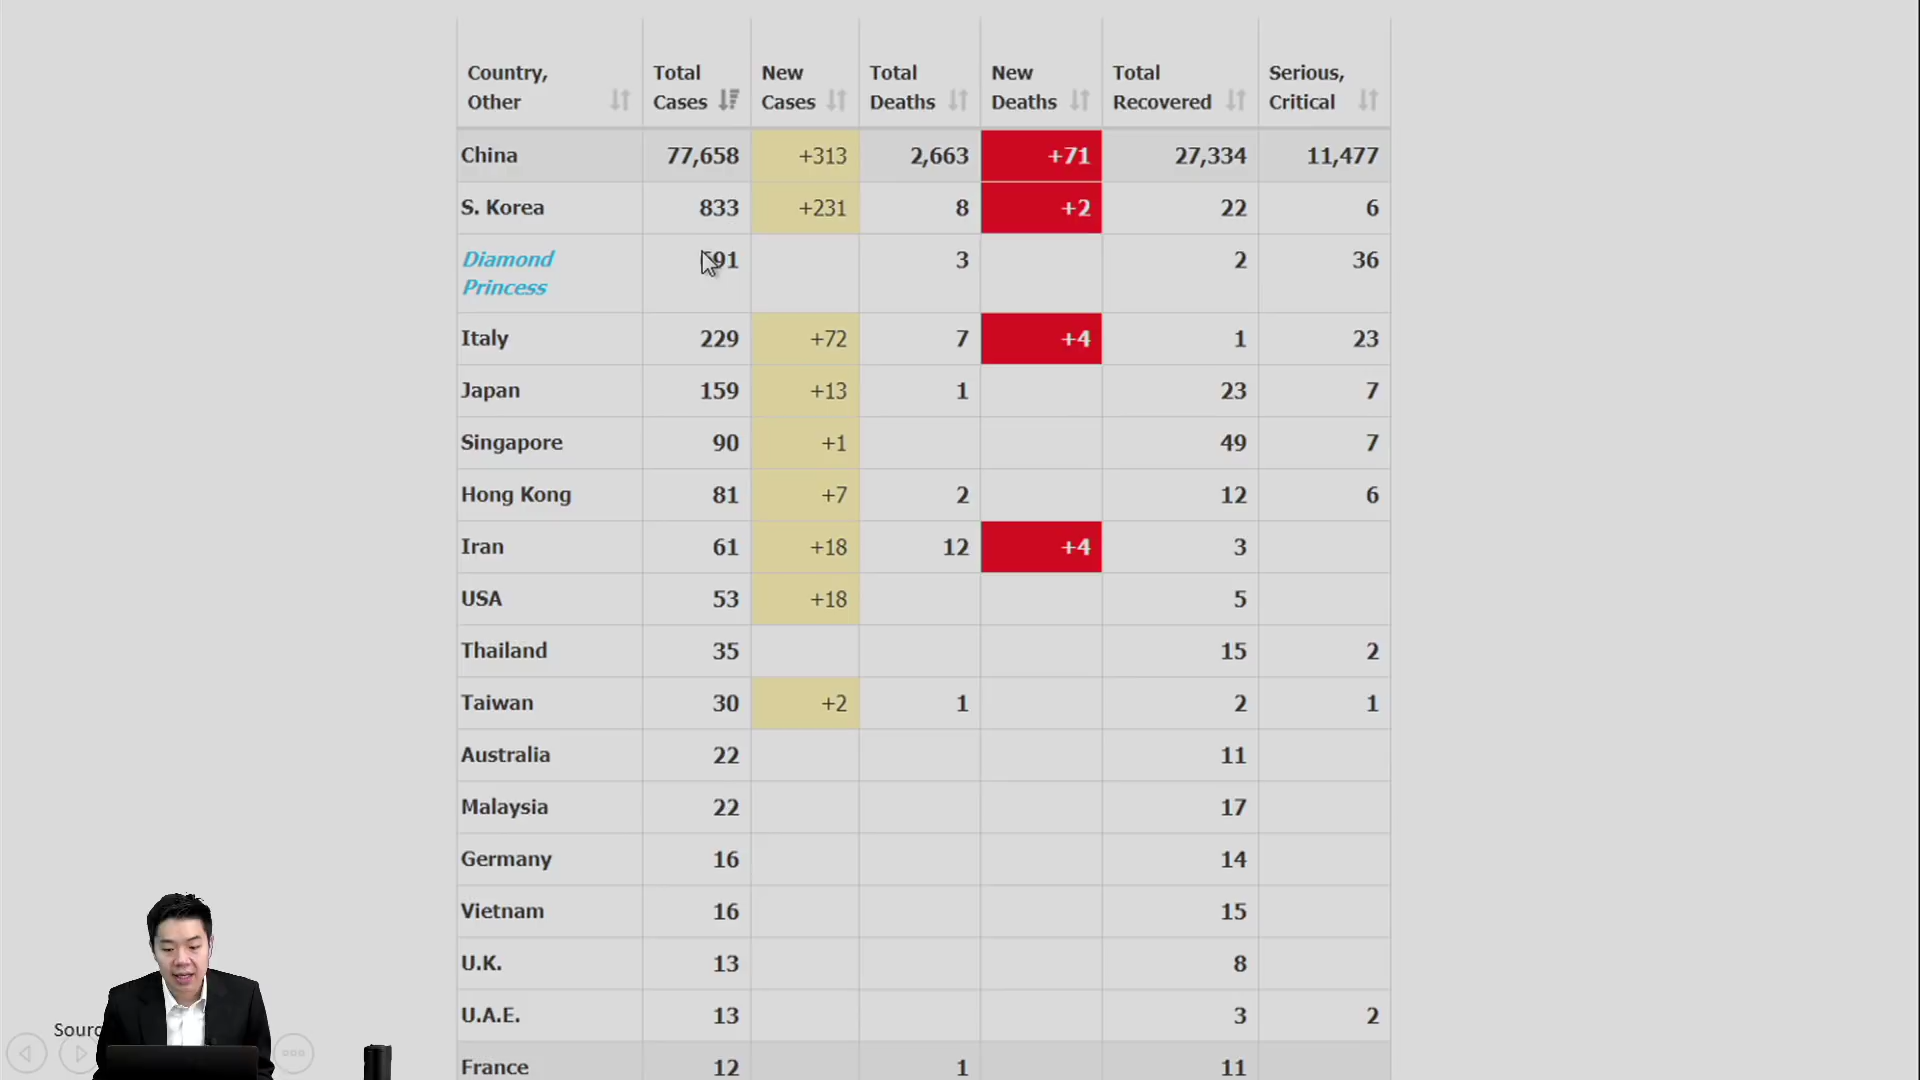 Country, Other Total Cases New Cases Total Deaths New Deaths Total Recovered Serious, Critical
China 77,658 +313 2,663 +71 27,334 11,477
S. Korea 833 +231 8 +2 22 6
Diamond Princess 3 2 36
Italy 229 +72 7 +4 1 23
Japan 159 +13 1 23 7
Singapore 90 +1 49 7
Hong Kong 81 +7 2 12 6
Iran 61 +18 12 +4 3
USA 53 +18 5
Thailand 35 15 2
Taiwan 30 +2 1 2 1
Australia 22 11
Malaysia 22 17
Germany 16 14
Vietnam 16 15
U.K. 13 8
U.A.E. 13 3 2
France 12 1 11